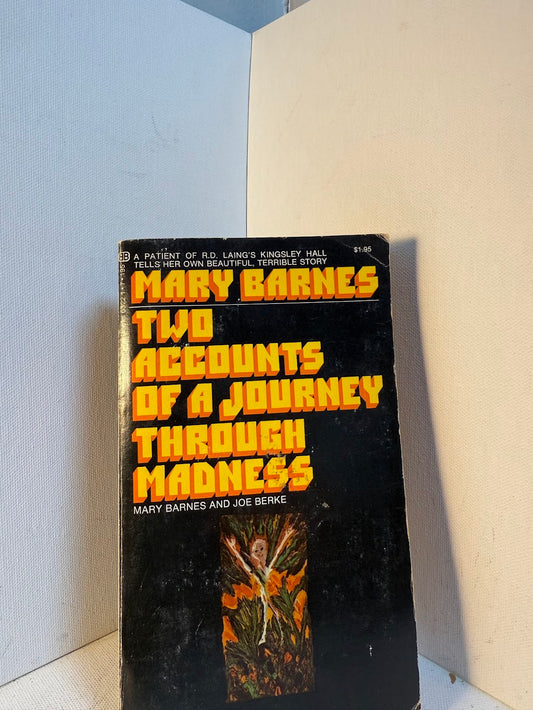 A PATIENT OF R.D. LAING'S KINGSLEY HALL
TELLS HER OWN BEAUTIFUL, TERRIBLE STORY
$1.95
MARY BARNES
TWO
ACCOUNTS
OF A JOURNEY
THROUGH
MADNESS
MARY BARNES AND JOE BERKE